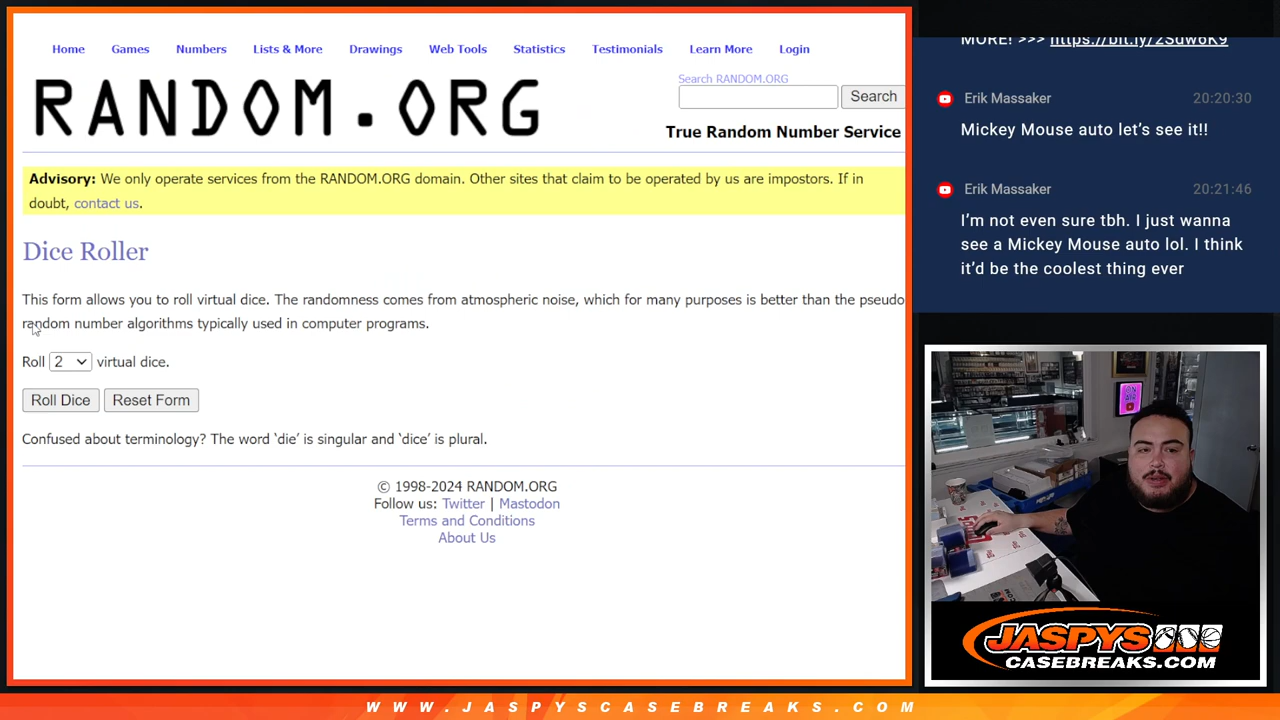 Home Games Numbers Lists & More Drawings Web Tools Statistics Testimonials Learn More Login
RANDOM.ORG
Search RANDOM.ORG
Search
True Random Number Service
Advisory: We only operate services from the RANDOM.ORG domain. Other sites that claim to be operated by us are impostors. If in
doubt, contact us.
Dice Roller
This form allows you to roll virtual dice. The randomness comes from atmospheric noise, which for many purposes is better than the pseudo
random number algorithms typically used in computer programs.
Roll 2 virtual dice.
Roll Dice Reset Form
Confused about terminology? The word ‘die’ is singular and ‘dice’ is plural.
© 1998-2024 RANDOM.ORG
Follow us: Twitter | Mastodon
Terms and Conditions
About Us
MORE! >>> https://bit.ly/2Sdw6K9
Erik Massaker 20:20:30
Mickey Mouse auto let’s see it!!
Erik Massaker 20:21:46
I’m not even sure tbh. I just wanna
see a Mickey Mouse auto lol. I think
it’d be the coolest thing ever
JASPYS
CASEBREAKS.COM
WWW.JASPYSCASEBREAKS.COM